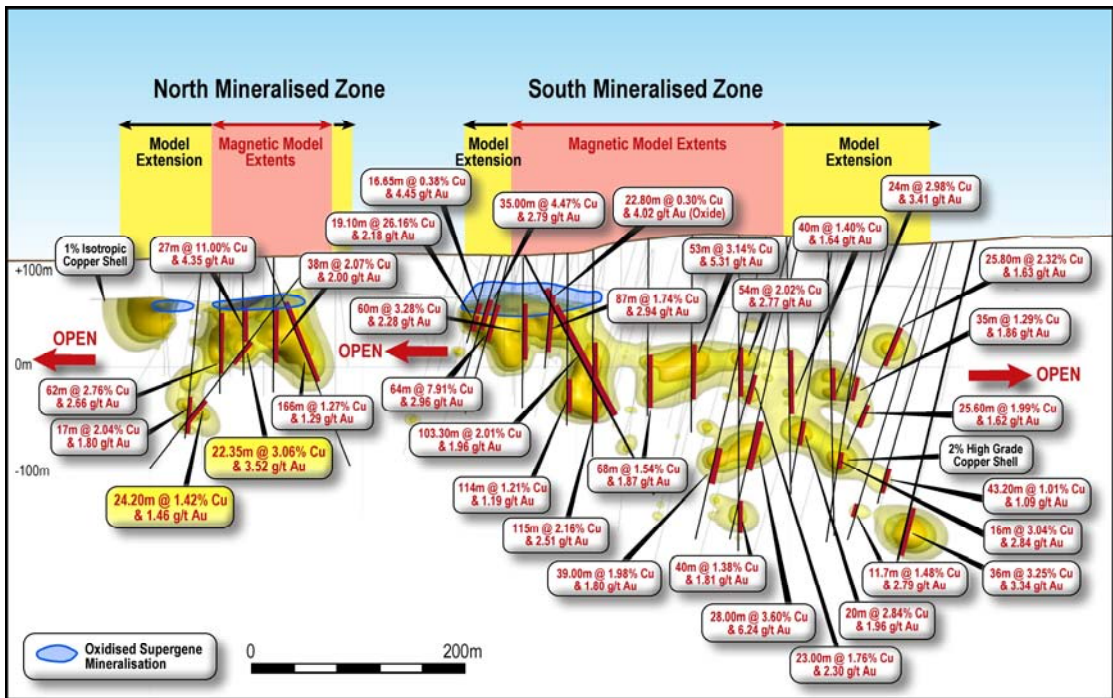 North Mineralised Zone
South Mineralised Zone
Model
Extension
Magnetic Model
Extents
Model
Extension
Magnetic Model Extents
Model
Extension
16.65m @ 0.38% Cu
& 4.45 g/t Au
35.00m @ 4.47% Cu
& 2.79 g/t Au
22.80m @ 0.30% Cu
& 4.02 g/t Au (Oxide)
24m @ 2.98% Cu
& 3.41 g/t Au
19.10m @ 26.16% Cu
& 2.18 g/t Au
40m @ 1.40% Cu
& 1.64 g/t Au
1% Isotropic
Copper Shell
27m @ 11.00% Cu
& 4.35 g/t Au
53m @ 3.14% Cu
& 5.31 g/t Au
25.80m @ 2.32% Cu
& 1.63 g/t Au
+100m
38m @ 2.07% Cu
& 2.00 g/t Au
54m @ 2.02% Cu
& 2.77 g/t Au
60m @ 3.28% Cu
& 2.28 g/t Au
87m @ 1.74% Cu
& 2.94 g/t Au
35m @ 1.29% Cu
& 1.86 g/t Au
OPEN
OPEN
0m
OPEN
62m @ 2.76% Cu
& 2.66 g/t Au
64m @ 7.91% Cu
& 2.96 g/t Au
166m @ 1.27% Cu
& 1.29 g/t Au
25.60m @ 1.99% Cu
& 1.62 g/t Au
17m @ 2.04% Cu
& 1.80 g/t Au
103.30m @ 2.01% Cu
& 1.96 g/t Au
22.35m @ 3.06% Cu
& 3.52 g/t Au
2% High Grade
Copper Shell
-100m
68m @ 1.54% Cu
& 1.87 g/t Au
114m @ 1.21% Cu
& 1.19 g/t Au
43.20m @ 1.01% Cu
& 1.09 g/t Au
24.20m @ 1.42% Cu
& 1.46 g/t Au
115m @ 2.16% Cu
& 2.51 g/t Au
16m @ 3.04% Cu
& 2.84 g/t Au
39.00m @ 1.98% Cu
& 1.80 g/t Au
40m @ 1.38% Cu
& 1.81 g/t Au
11.7m @ 1.48% Cu
& 2.79 g/t Au
36m @ 3.25% Cu
& 3.34 g/t Au
28.00m @ 3.60% Cu
& 6.24 g/t Au
20m @ 2.84% Cu
& 1.96 g/t Au
23.00m @ 1.76% Cu
& 2.30 g/t Au
Oxidised Supergene
Mineralisation
0
200m